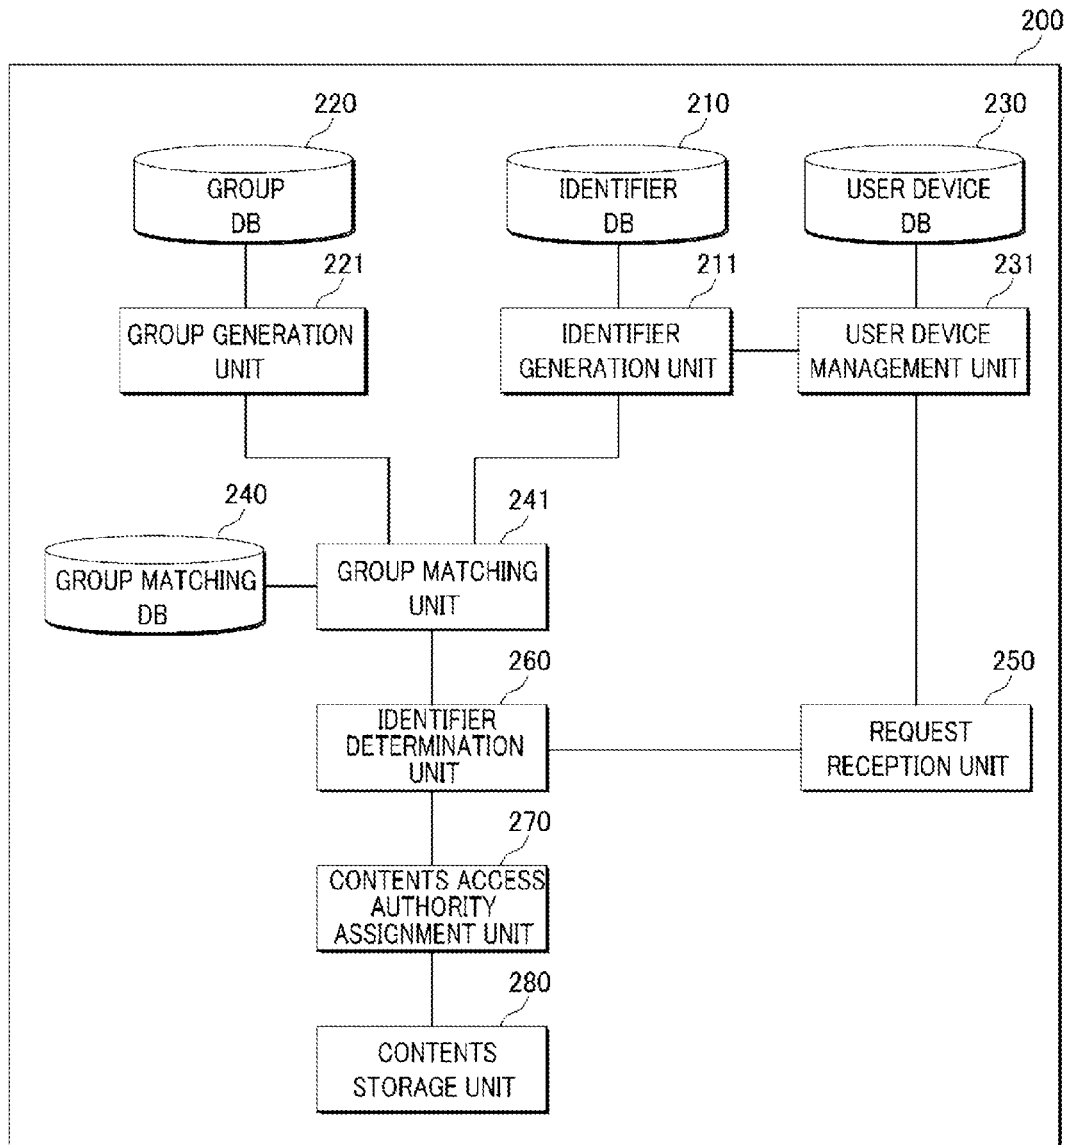 200
220
210
230
GROUP
DB
IDENTIFIER
DB
USER DEVICE
DB
221
211
231
GROUP GENERATION
UNIT
IDENTIFIER
GENERATION UNIT
USER DEVICE
MANAGEMENT UNIT
240
241
GROUP MATCHING
DB
GROUP MATCHING
UNIT
260
250
IDENTIFIER
DETERMINATION
UNIT
REQUEST
RECEPTION UNIT
270
CONTENTS ACCESS
AUTHORITY
ASSIGNMENT UNIT
280
CONTENTS
STORAGE UNIT